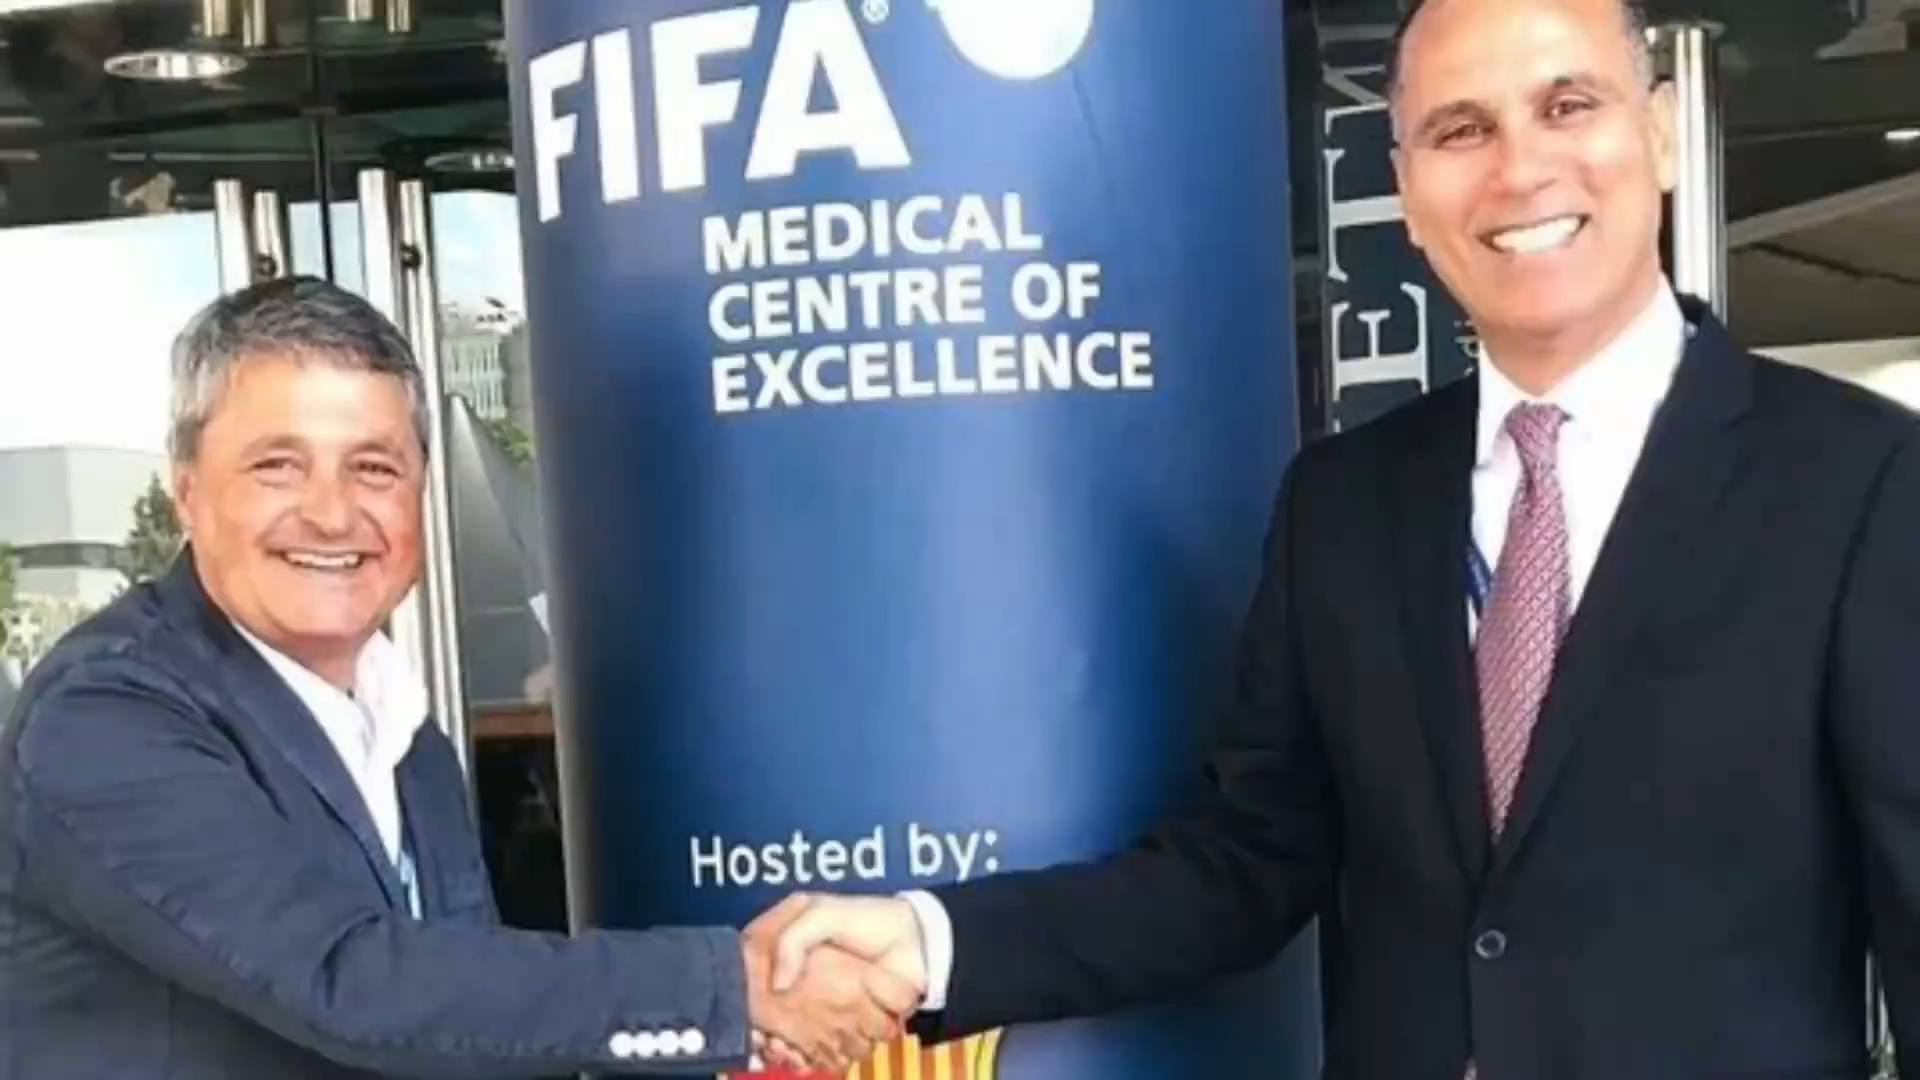 FIFA®
MEDICAL
CENTRE OF
EXCELLENCE
Hosted by: